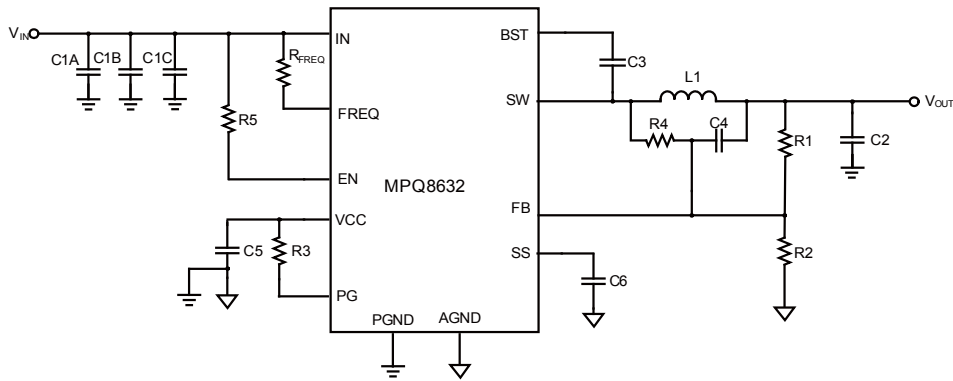 VIN
C1A
C1B
C1C
R5
RFREQ
IN
FREQ
EN
VCC
PG
C5
R3
MPQ8632
PGND
AGND
BST
SW
FB
SS
C3
L1
R4
C4
R1
C2
VOUT
R2
C6